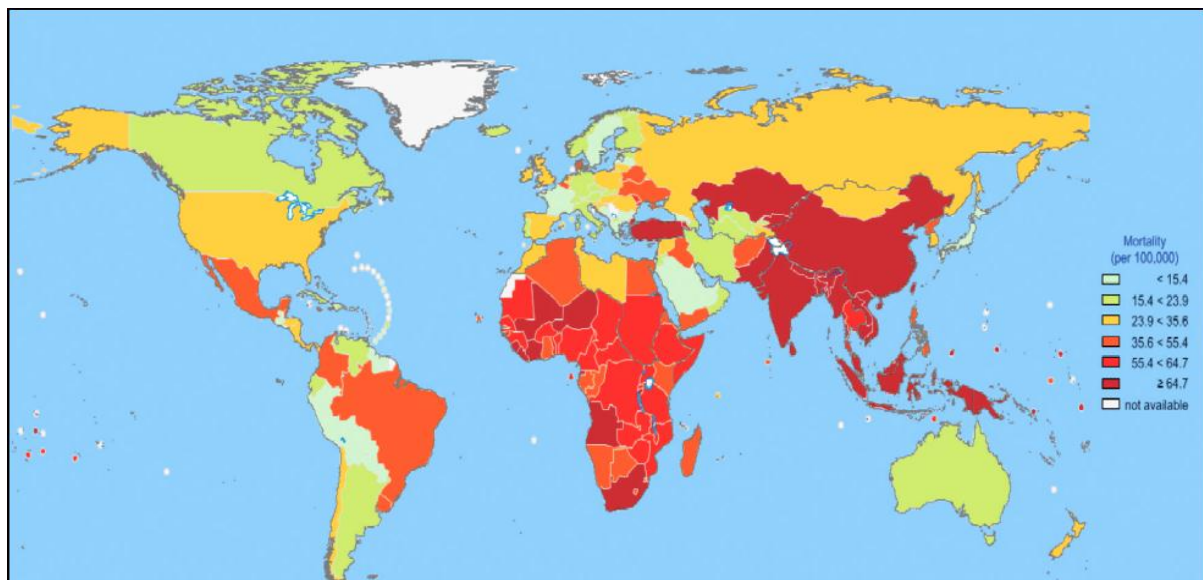 Mortality
(per 100,000)
< 15.4
15.4 < 23.9
23.9 < 35.6
35.6 < 55.4
55.4 < 64.7
≥ 64.7
not available